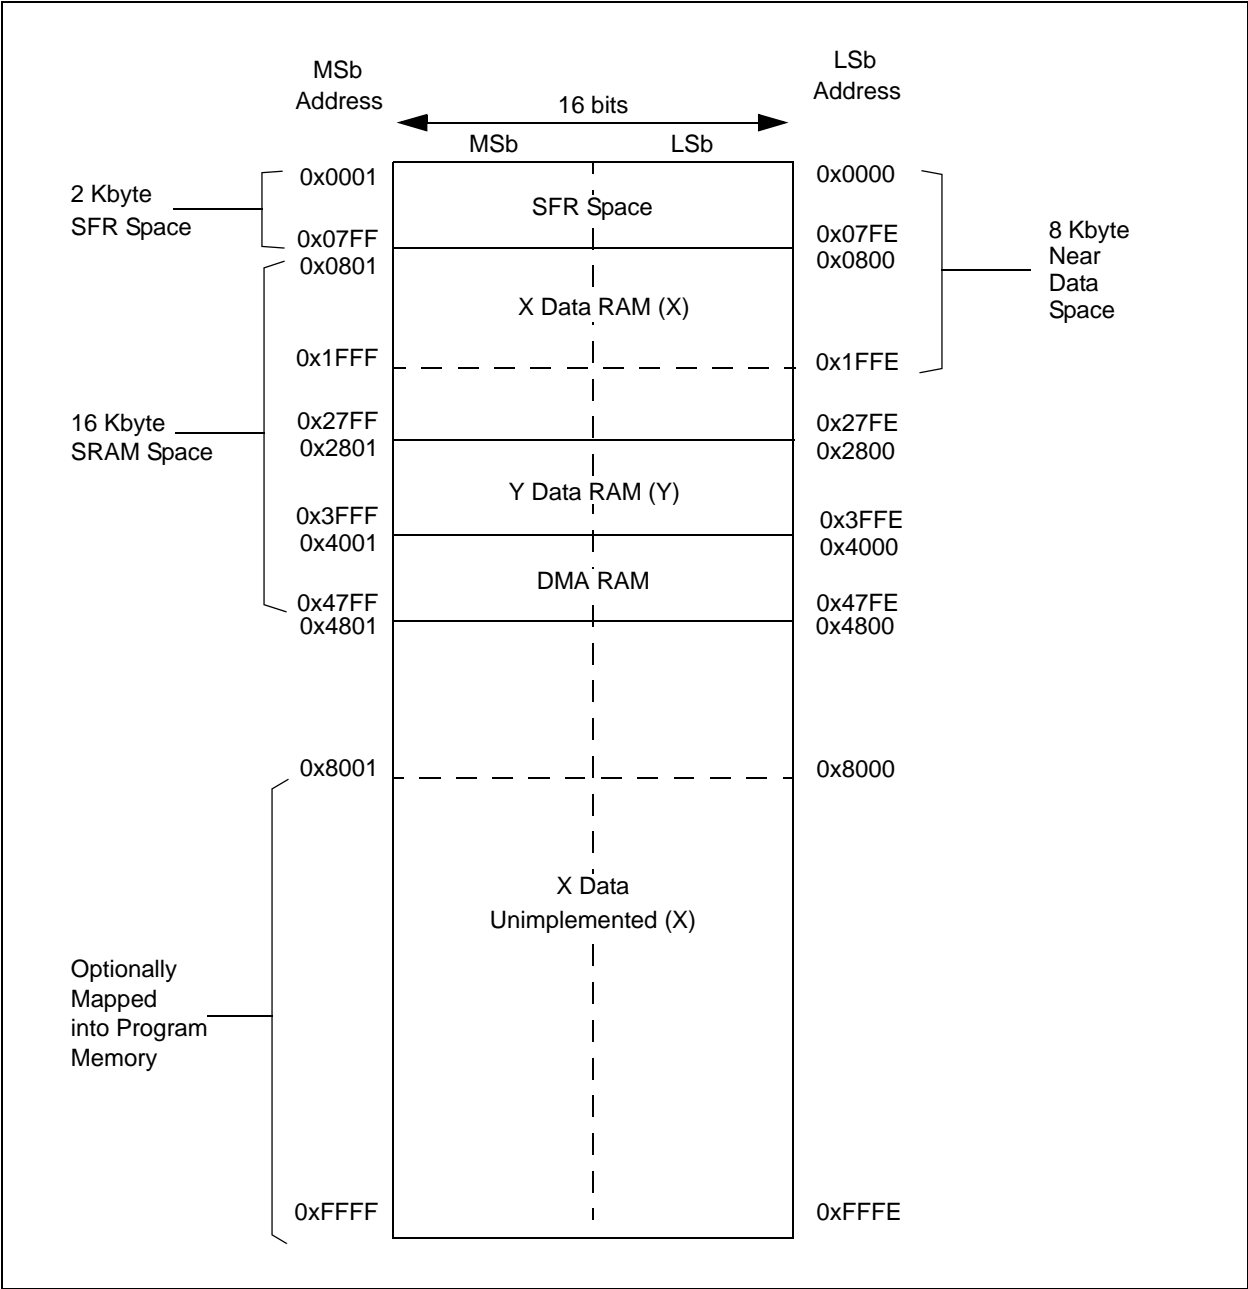 MSb
Address
LSb
Address
16 bits
MSb
LSb
2 Kbyte
SFR Space
0x0001
0x07FF
0x0801
SFR Space
0x0000
0x07FE
0x0800
8 Kbyte
Near
Data
Space
X Data RAM (X)
0x1FFF
0x1FFE
16 Kbyte
SRAM Space
0x27FF
0x2801
0x27FE
0x2800
Y Data RAM (Y)
0x3FFF
0x4001
0x3FFE
0x4000
DMA RAM
0x47FF
0x4801
0x47FE
0x4800
0x8001
0x8000
X Data
Unimplemented (X)
Optionally
Mapped
into Program
Memory
0xFFFF
0xFFFE